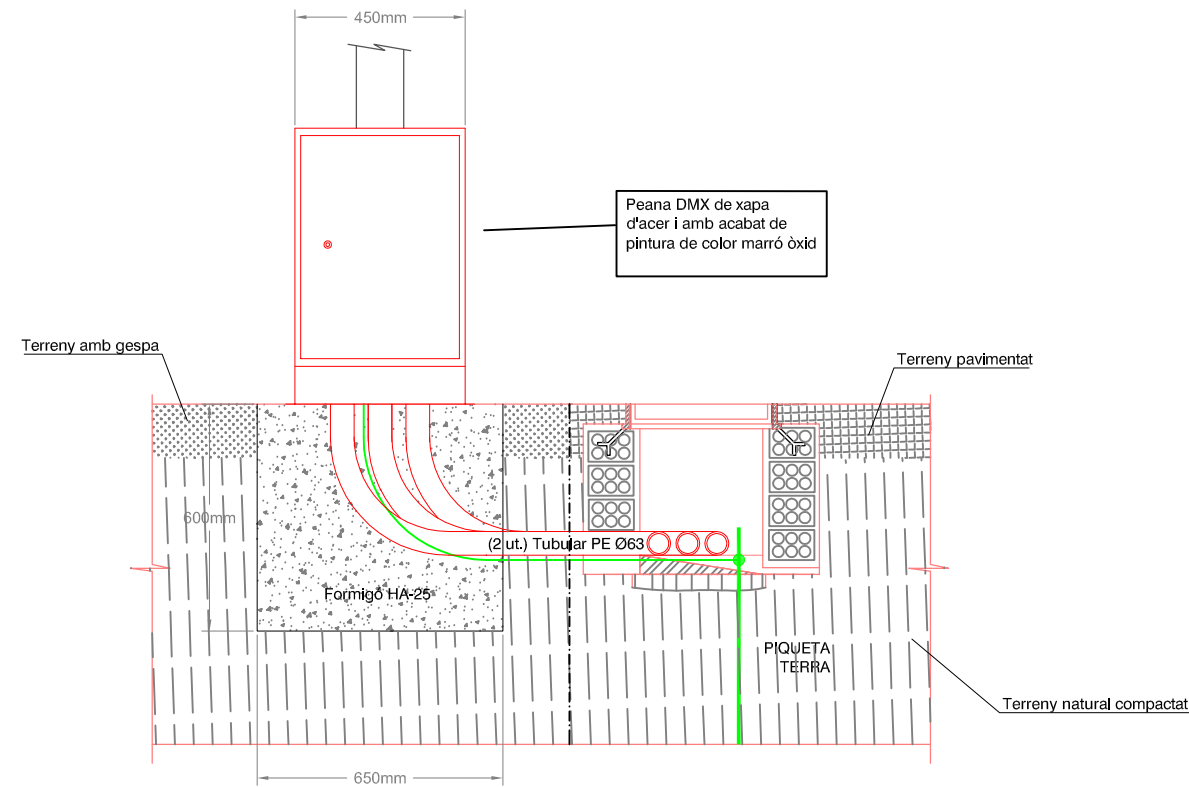 450mm
Peana DMX de xapa
d'acer i amb acabat de
pintura de color marró òxid
Terreny amb gespa
Terreny pavimentat
600mm
(2 ut.) Tubular PE Ø63
Formigó HA-25
PIQUETA
TERRA
Terreny natural compactat
650mm